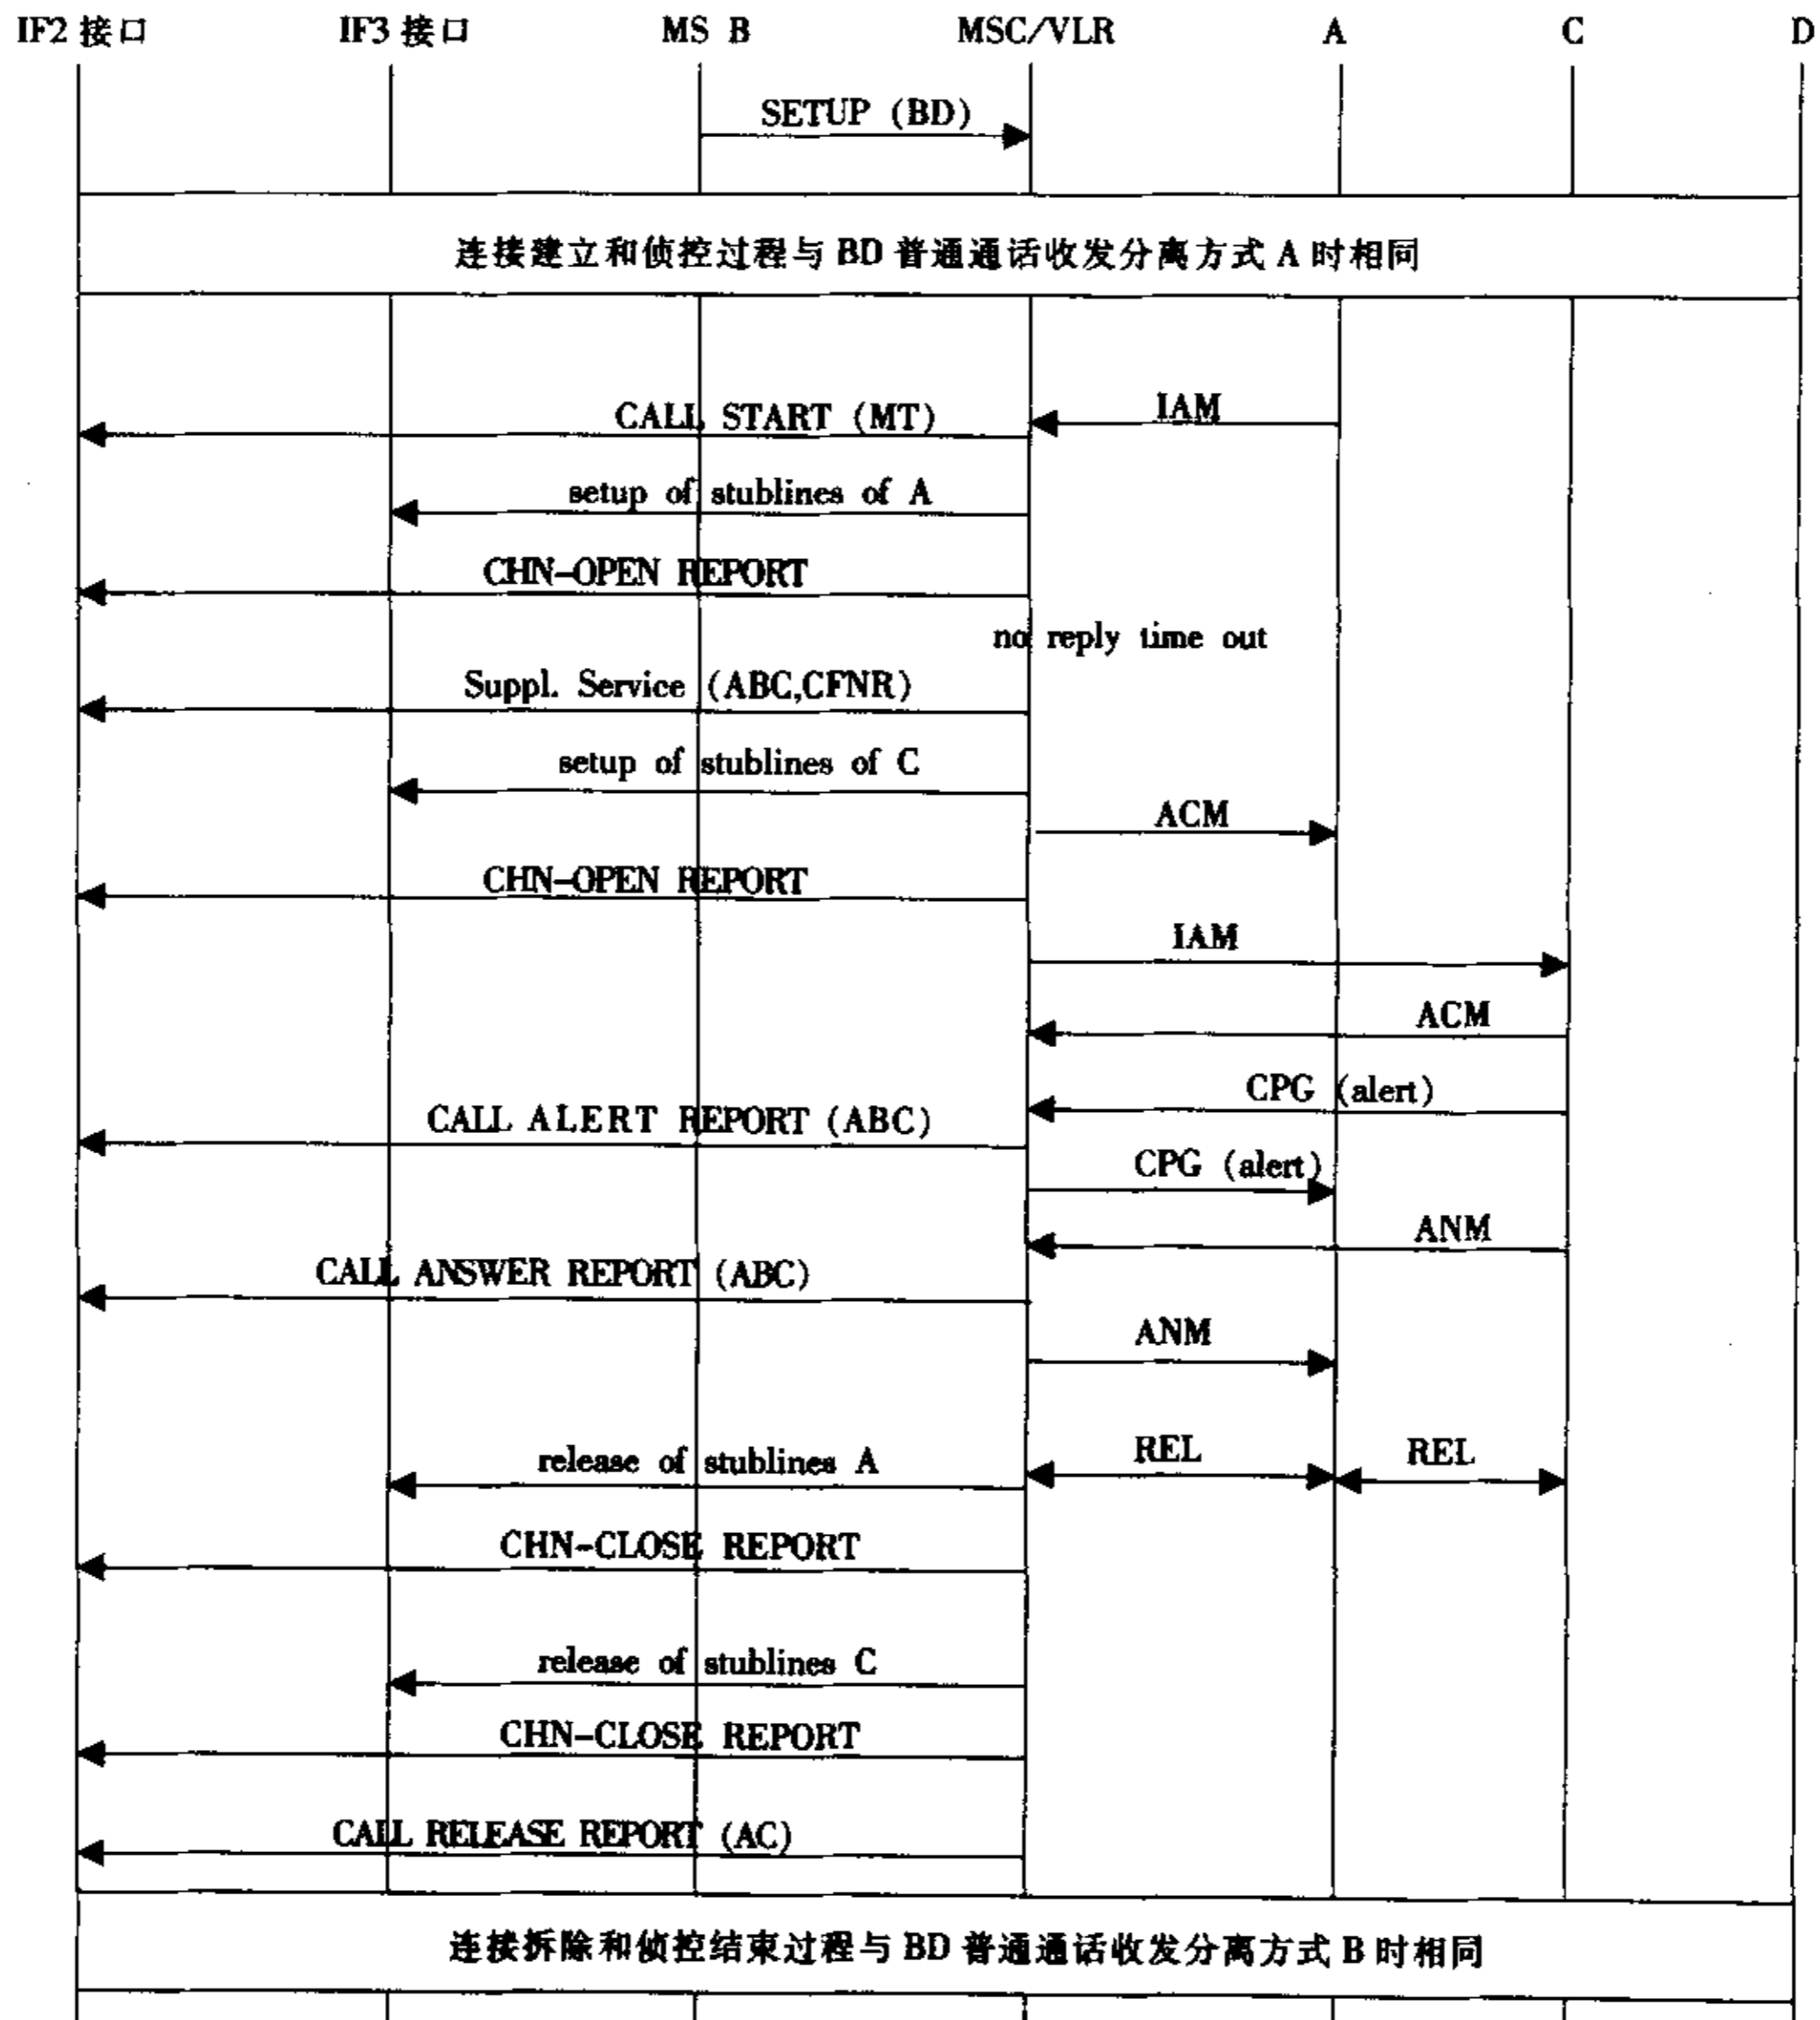 IF2 接口 IF3 接口 MS B MSC/VLR A C D
SETUP (BD)
连接建立和侦控过程与 BD 普通通话收发分离方式 A 时相同
IAM
CALL START (MT)
setup of stublines of A
CHN-OPEN REPORT
no reply time out
Suppl. Service (ABC,CFNR)
setup of stublines of C
ACM
CHN-OPEN REPORT
IAM
ACM
CPG (alert)
CALL ALERT REPORT (ABC)
CPG (alert)
ANM
CALL ANSWER REPORT (ABC)
ANM
REL REL
release of stublines A
CHN-CLOSE REPORT
release of stublines C
CHN-CLOSE REPORT
CALL RELEASE REPORT (AC)
连接拆除和侦控结束过程与 BD 普通通话收发分离方式 B 时相同